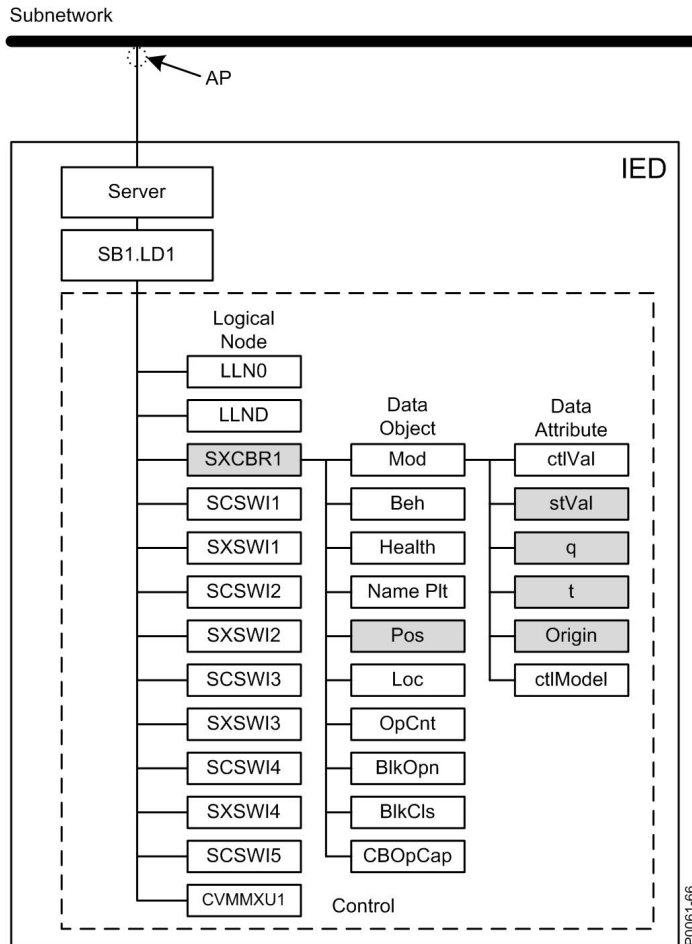 Subnetwork
AP
IED
Server
SB1.LD1
Logical
Node
LLN0
LLND
SXCBR1
SCSWI1
SXSWI1
SCSWI2
SXSWI2
SCSWI3
SXSWI3
SCSWI4
SXSWI4
SCSWI5
CVMMXU1
Data
Object
Mod
Beh
Health
Name Plt
Pos
Loc
OpCnt
BlkOpn
BlkCls
CBOpCap
Data
Attribute
ctlVal
stVal
q
t
Origin
ctlModel
Control
P0061-66